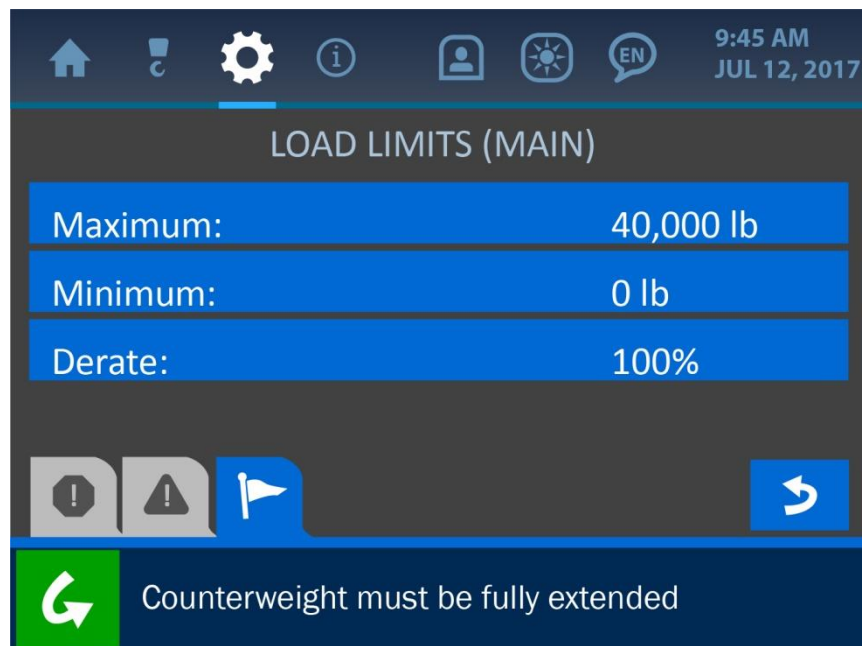 EN
9:45 AM
JUL 12, 2017
LOAD LIMITS (MAIN)
Maximum: 40,000 lb
Minimum: 0 lb
Derate: 100%
Counterweight must be fully extended